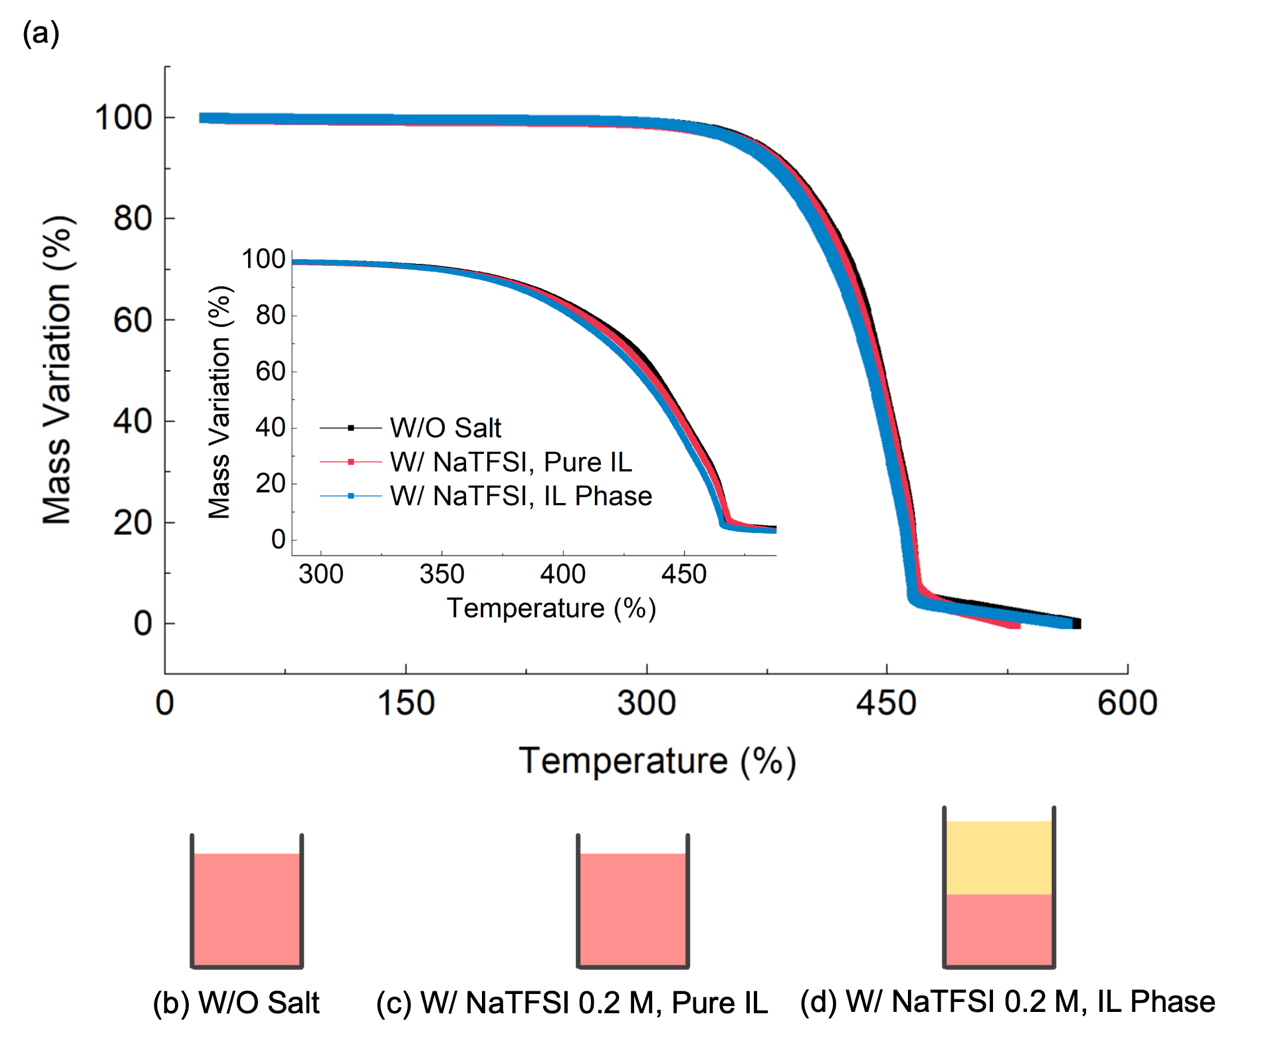 (a)
100
80
60
40
20
0
Mass Variation (%)
100
80
60
40
20
0
Mass Variation (%)
W/O Salt
W/ NaTFSI, Pure IL
W/ NaTFSI, IL Phase
300 350 400 450
Temperature (%)
0 150 300 450 600
Temperature (%)
(b) W/O Salt
(c) W/ NaTFSI 0.2 M, Pure IL
(d) W/ NaTFSI 0.2 M, IL Phase